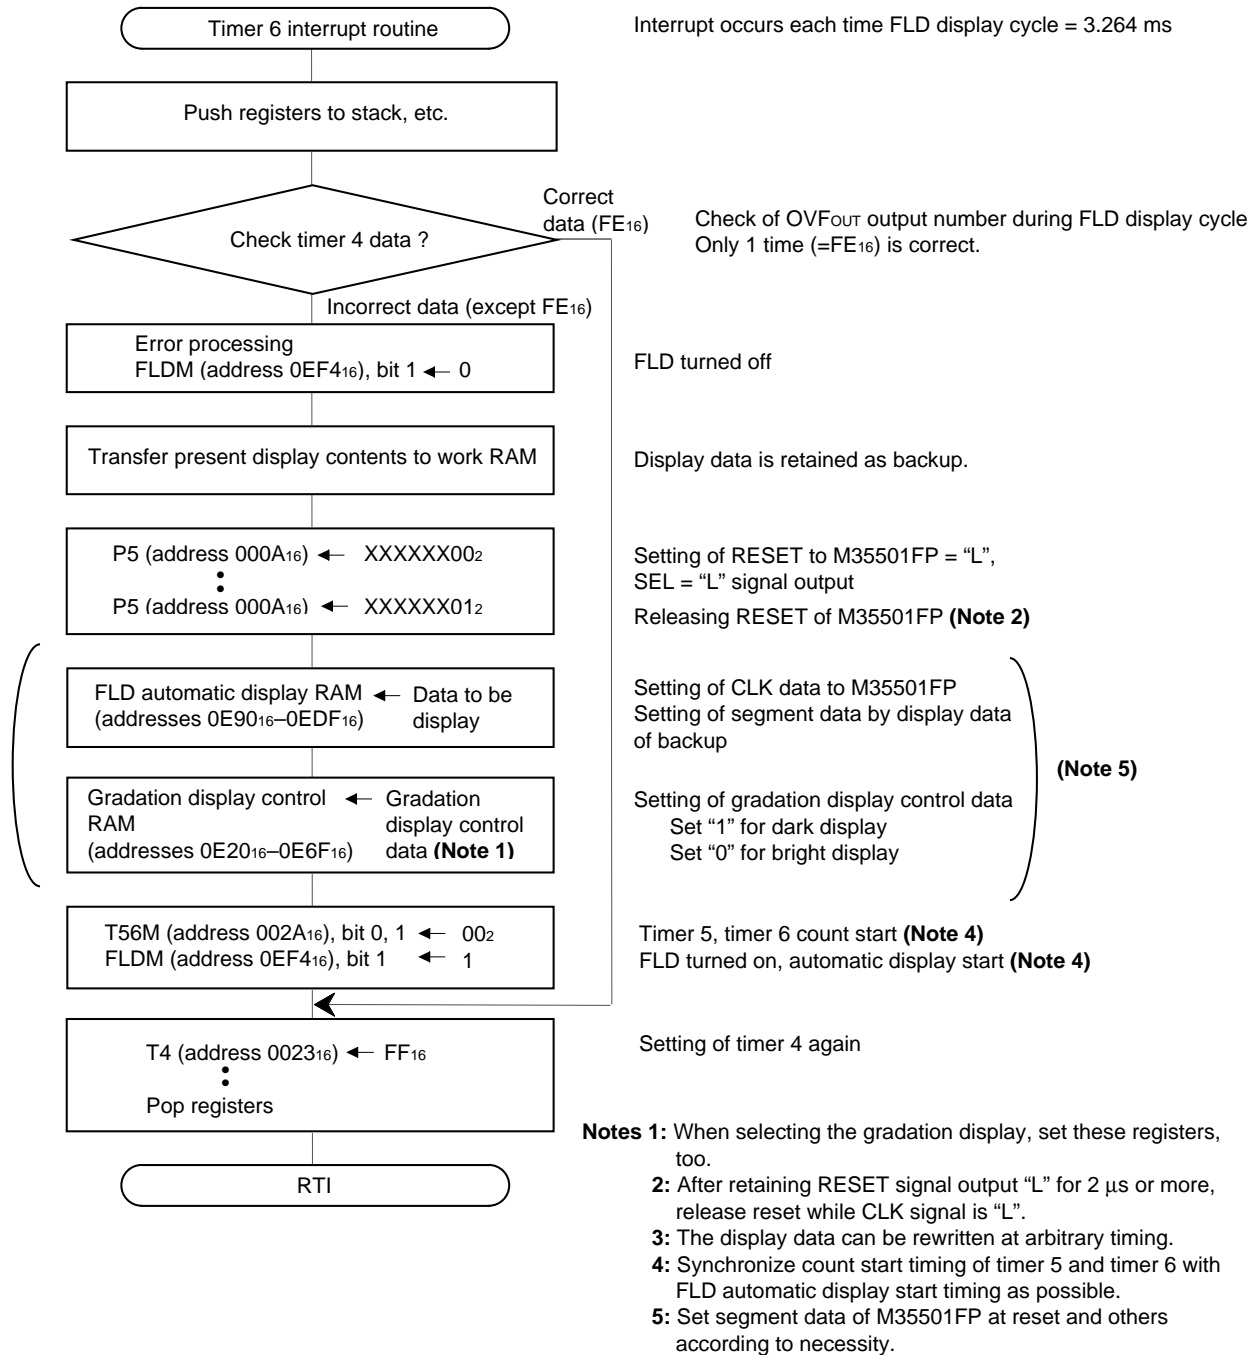 Timer 6 interrupt routine
Interrupt occurs each time FLD display cycle = 3.264 ms
Push registers to stack, etc.
Correct
data (FE16)
Check timer 4 data ?
Check of OVFOUT output number during FLD display cycle
Only 1 time (=FE16) is correct.
Incorrect data (except FE16)
Error processing
FLDM (address 0EF416), bit 1 ← 0
FLD turned off
Transfer present display contents to work RAM
Display data is retained as backup.
P5 (address 000A16) ← XXXXXX002
P5 (address 000A16) ← XXXXXX012
Setting of RESET to M35501FP = “L”,
SEL = “L” signal output
Releasing RESET of M35501FP (Note 2)
FLD automatic display RAM ← Data to be
(addresses 0E9016–0EDF16) display
Setting of CLK data to M35501FP
Setting of segment data by display data
of backup
(Note 5)
Gradation display control ← Gradation
RAM display control
(addresses 0E2016–0E6F16) data (Note 1)
Setting of gradation display control data
Set “1” for dark display
Set “0” for bright display
T56M (address 002A16), bit 0, 1 ← 002
FLDM (address 0EF416), bit 1 ← 1
Timer 5, timer 6 count start (Note 4)
FLD turned on, automatic display start (Note 4)
T4 (address 002316) ← FF16
Pop registers
Setting of timer 4 again
RTI
Notes 1: When selecting the gradation display, set these registers,
too.
2: After retaining RESET signal output “L” for 2 µs or more,
release reset while CLK signal is “L”.
3: The display data can be rewritten at arbitrary timing.
4: Synchronize count start timing of timer 5 and timer 6 with
FLD automatic display start timing as possible.
5: Set segment data of M35501FP at reset and others
according to necessity.